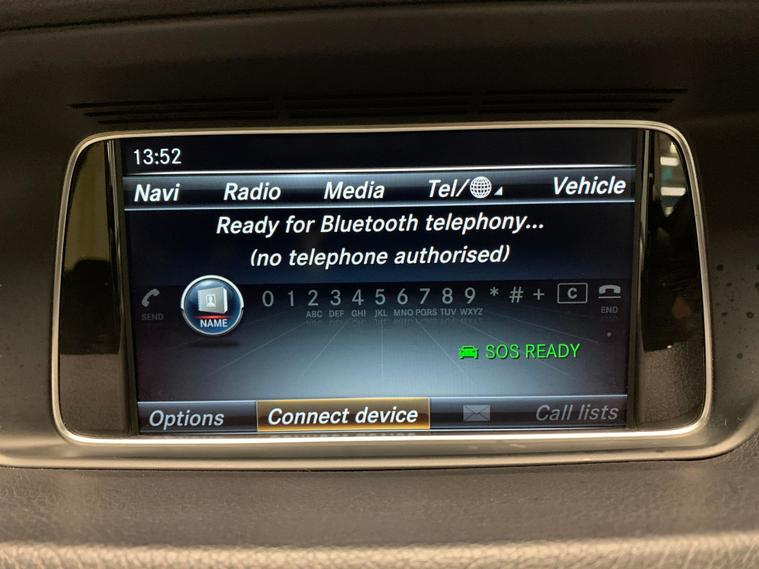 13:52
Navi Radio Media Tel/ Vehicle
Ready for Bluetooth telephony...
(no telephone authorised)
0 1 2 3 4 5 6 7 8 9 * # + C
SEND NAME ABC DEF GHI JKL MNO PQRS TUV WXYZ END
SOS READY
Options Connect device Call lists